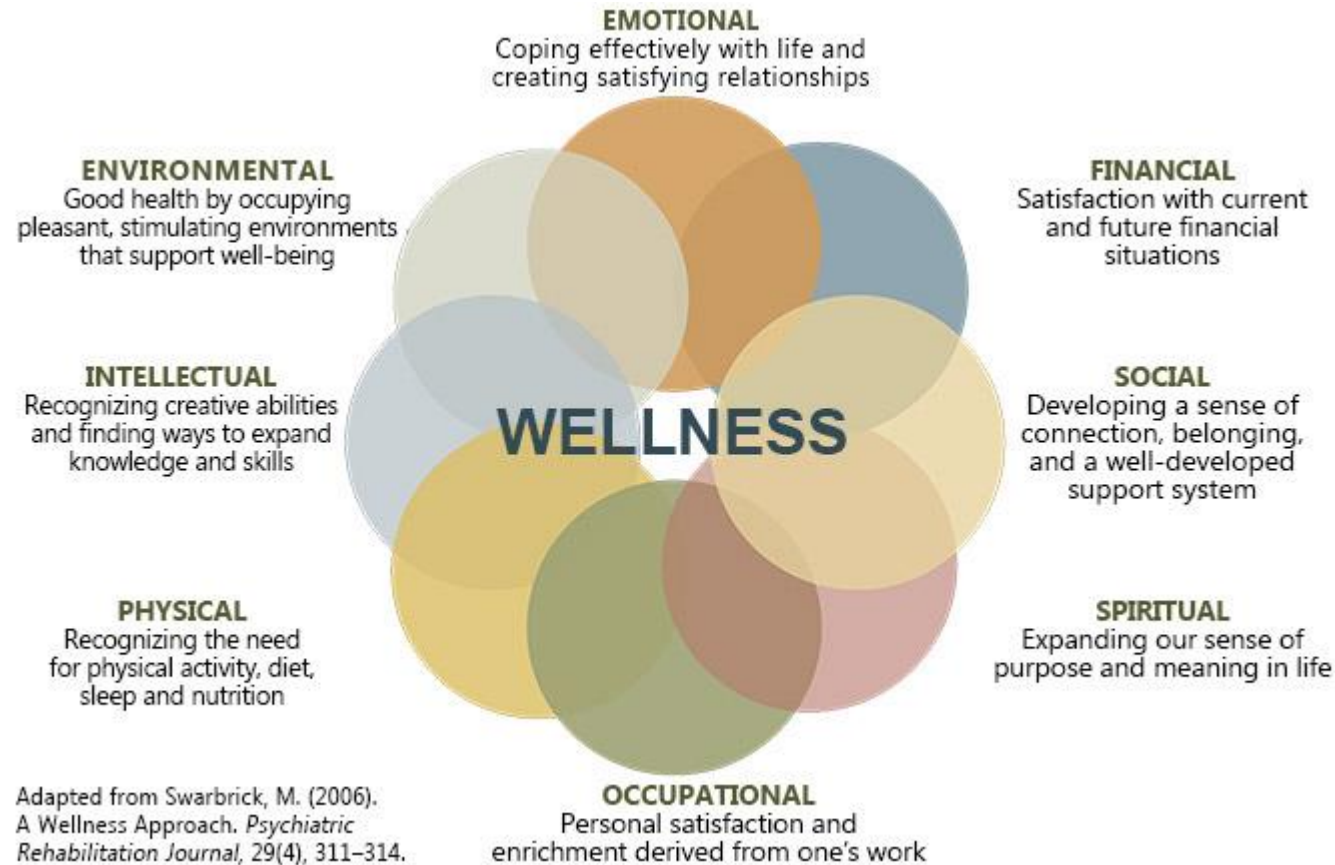 EMOTIONAL
Coping effectively with life and
creating satisfying relationships
ENVIRONMENTAL
Good health by occupying
pleasant, stimulating environments
that support well-being
FINANCIAL
Satisfaction with current
and future financial
situations
INTELLECTUAL
Recognizing creative abilities
and finding ways to expand
knowledge and skills
WELLNESS
SOCIAL
Developing a sense of
connection, belonging,
and a well-developed
support system
PHYSICAL
Recognizing the need
for physical activity, diet,
sleep and nutrition
SPIRITUAL
Expanding our sense of
purpose and meaning in life
OCCUPATIONAL
Personal satisfaction and
enrichment derived from one's work
Adapted from Swarbrick, M. (2006).
A Wellness Approach. Psychiatric
Rehabilitation Journal, 29(4), 311–314.